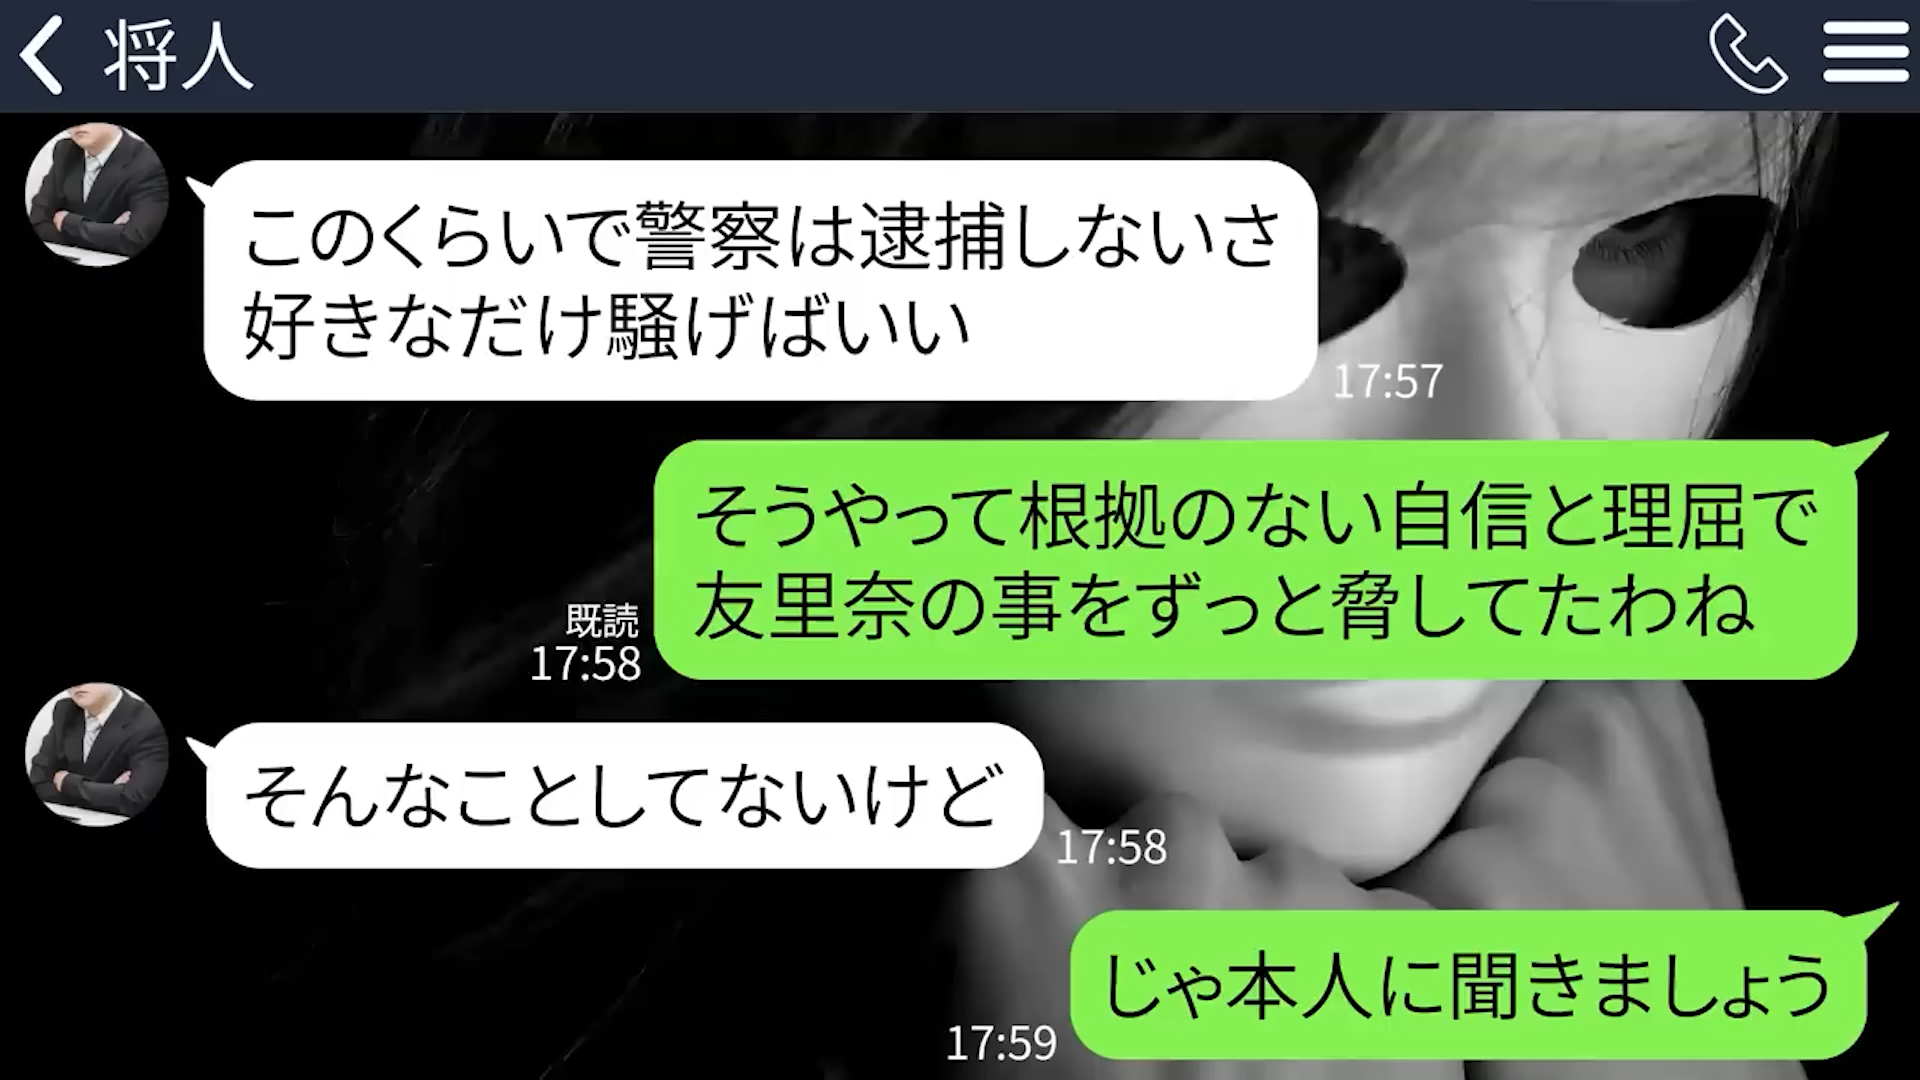 将人
このくらいで警察は逮捕しないさ
好きなだけ騒げばいい
17:57
そうやって根拠のない自信と理屈で
友里奈の事をずっと脅してたわね
既読
17:58
そんなことしてないけど
17:58
じゃ本人に聞きましょう
17:59